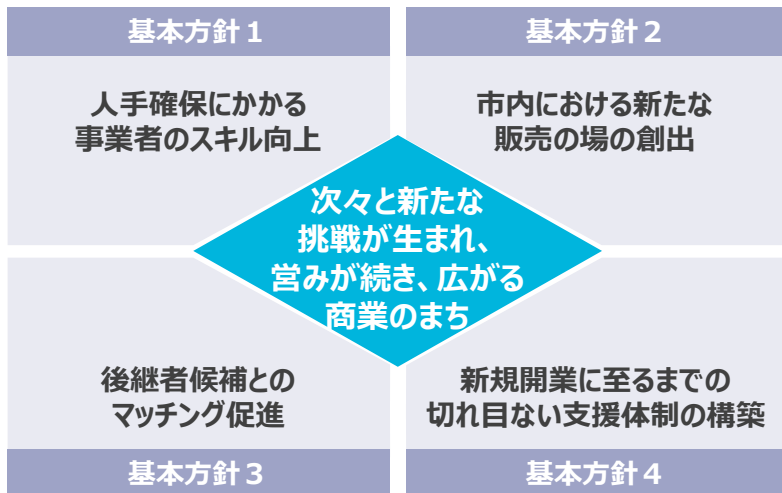 基本方針１
人手確保にかかる
事業者のスキル向上
基本方針２
市内における新たな
販売の場の創出
次々と新たな
挑戦が生まれ、
営みが続き、広がる
商業のまち
後継者候補との
マッチング促進
基本方針３
新規開業に至るまでの
切れ目ない支援体制の構築
基本方針４